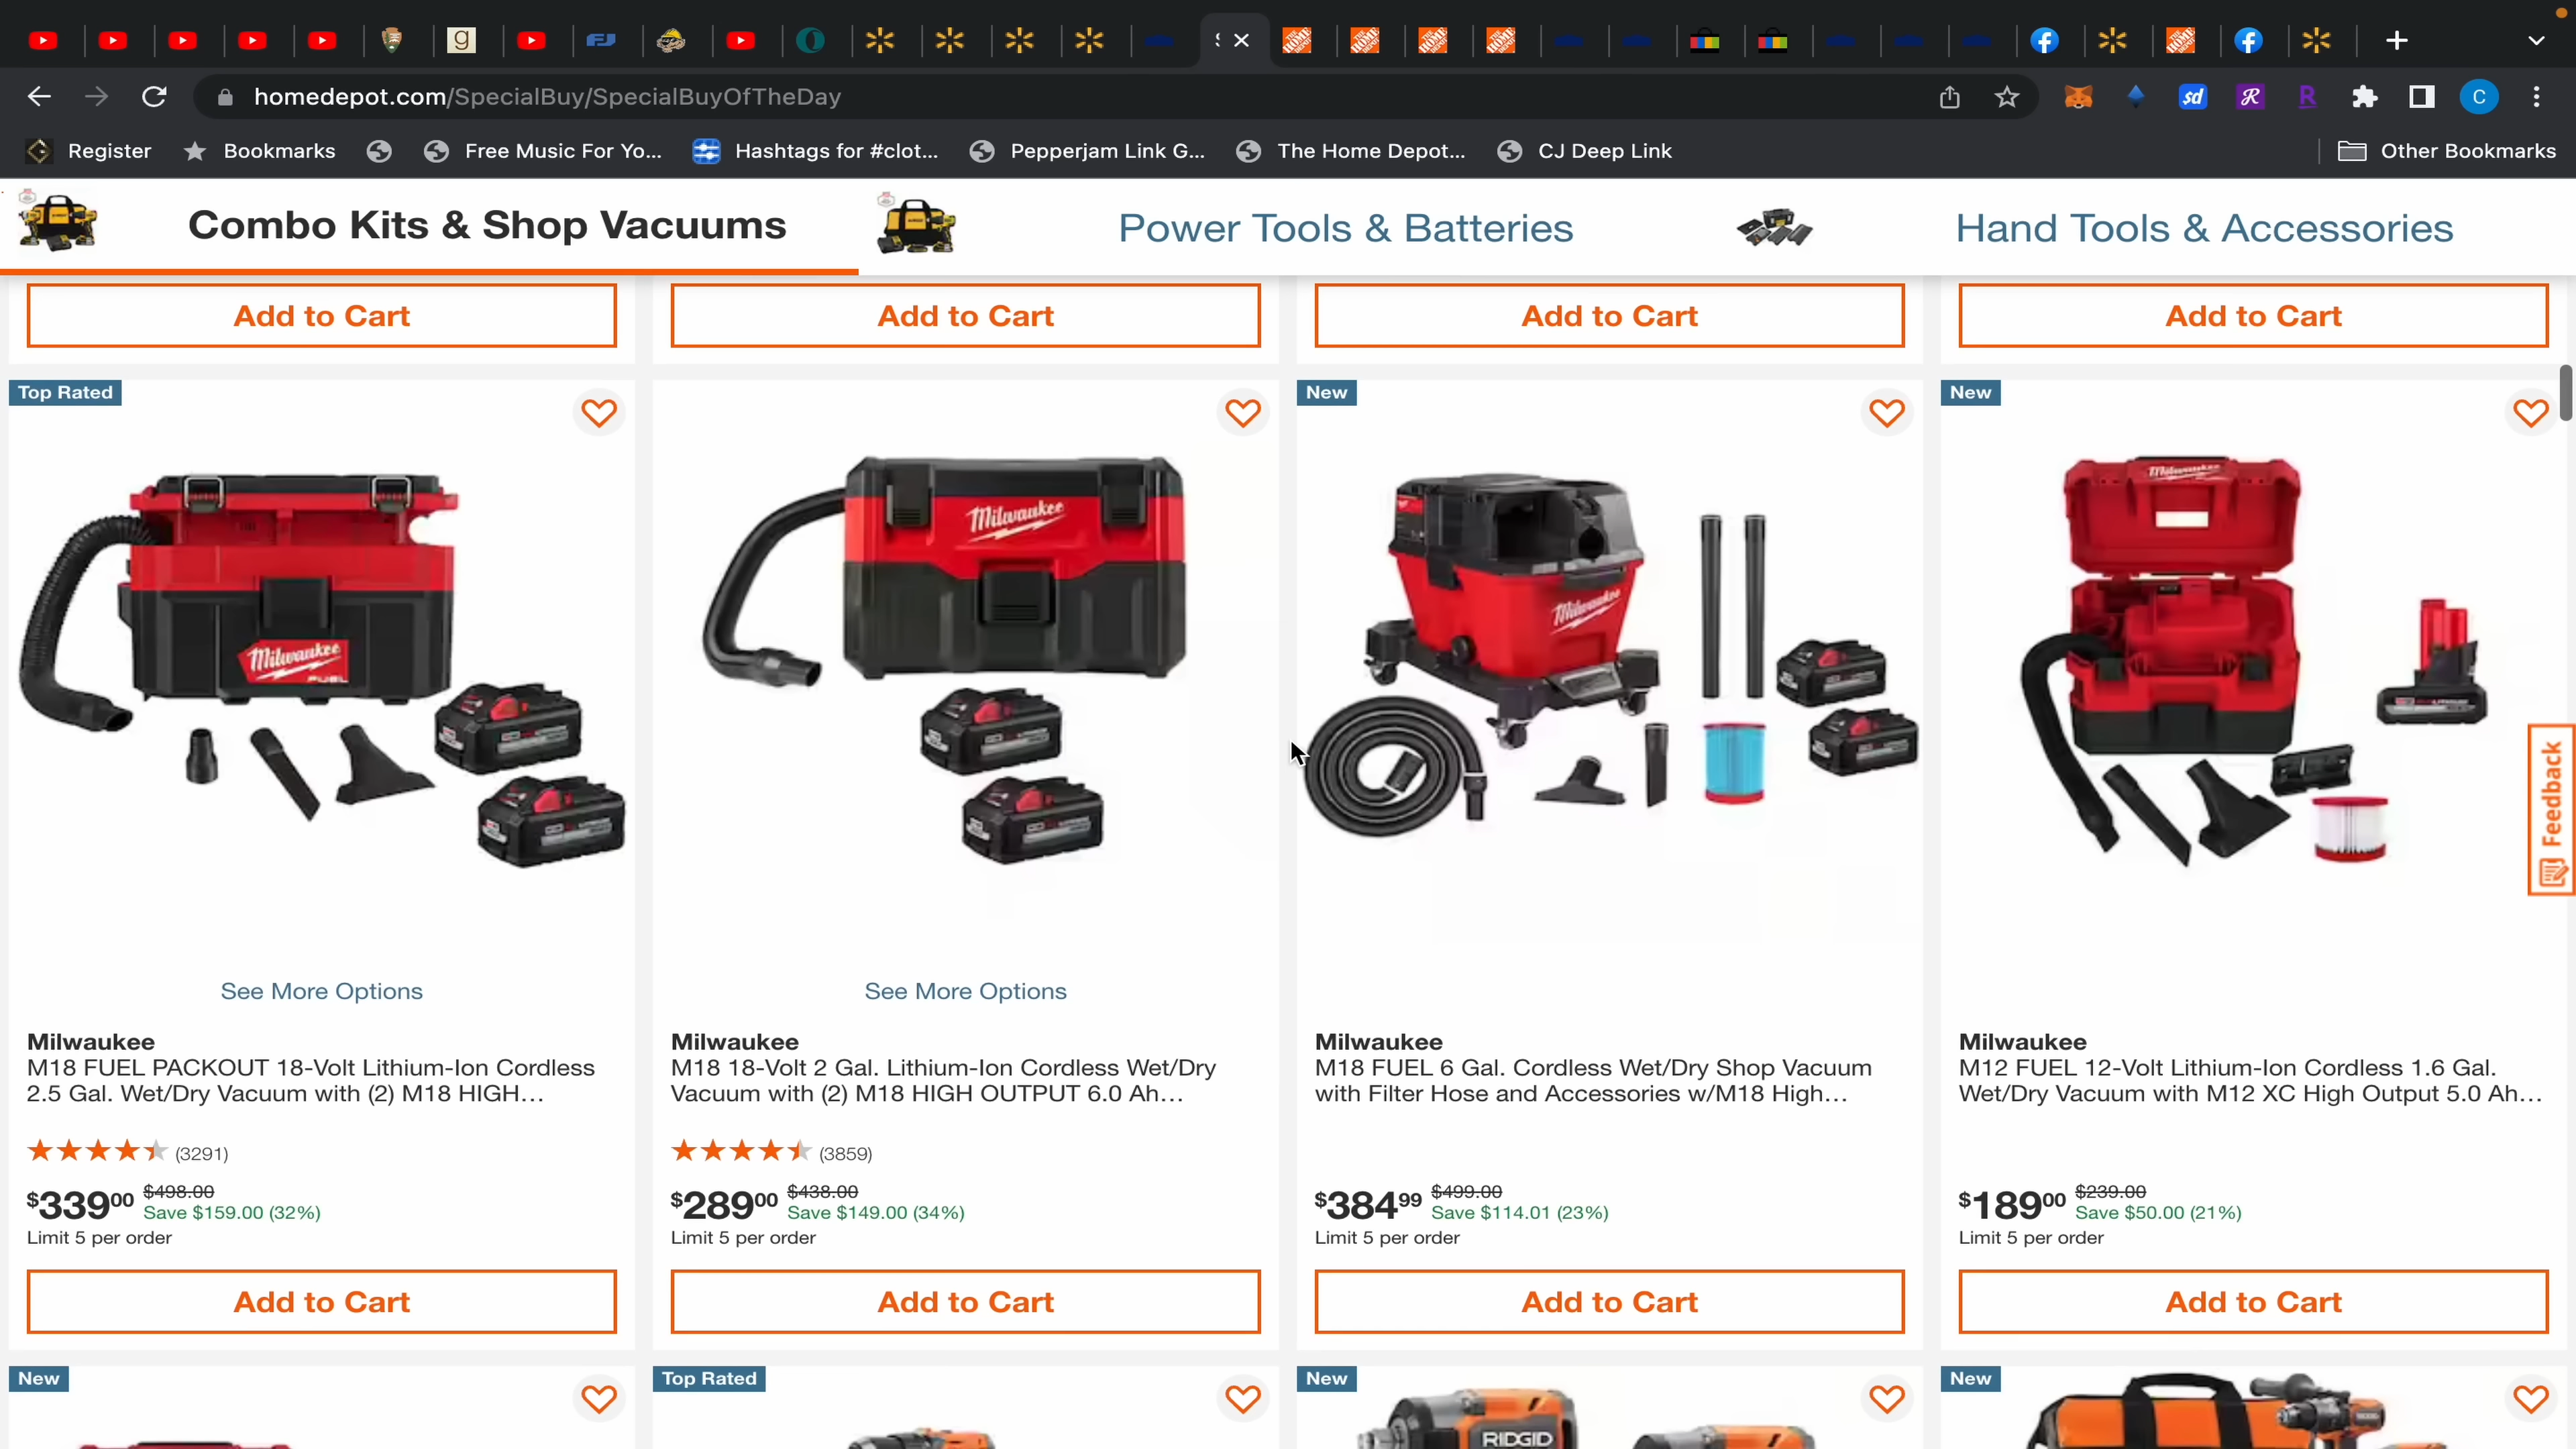 homedepot.com/SpecialBuy/SpecialBuyOfTheDay
C
Register
Bookmarks
Free Music For Yo...
Hashtags for #clot...
Pepperjam Link G...
The Home Depot...
CJ Deep Link
Other Bookmarks
Combo Kits & Shop Vacuums
Power Tools & Batteries
Hand Tools & Accessories
Add to Cart
Add to Cart
Add to Cart
Add to Cart
Top Rated
New
New
Milwaukee
FUEL
Milwaukee
Milwaukee
Milwaukee
Feedback
See More Options
See More Options
Milwaukee
M18 FUEL PACKOUT 18-Volt Lithium-Ion Cordless
2.5 Gal. Wet/Dry Vacuum with (2) M18 HIGH...
(3291)
$33900 $498.00
Save $159.00 (32%)
Limit 5 per order
Add to Cart
Milwaukee
M18 18-Volt 2 Gal. Lithium-Ion Cordless Wet/Dry
Vacuum with (2) M18 HIGH OUTPUT 6.0 Ah...
(3859)
$28900 $438.00
Save $149.00 (34%)
Limit 5 per order
Add to Cart
Milwaukee
M18 FUEL 6 Gal. Cordless Wet/Dry Shop Vacuum
with Filter Hose and Accessories w/M18 High...
$38499 $499.00
Save $114.01 (23%)
Limit 5 per order
Add to Cart
Milwaukee
M12 FUEL 12-Volt Lithium-Ion Cordless 1.6 Gal.
Wet/Dry Vacuum with M12 XC High Output 5.0 Ah...
$18900 $239.00
Save $50.00 (21%)
Limit 5 per order
Add to Cart
New
Top Rated
New
New
RIDGID